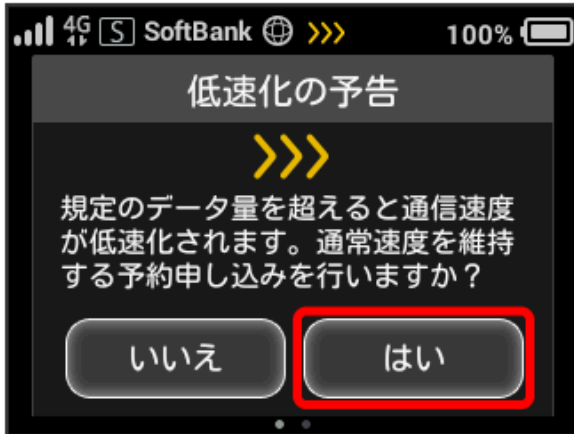 4G S SoftBank 100%
低速化の予告
規定のデータ量を超えると通信速度
が低速化されます。通常速度を維持
する予約申し込みを行いますか？
いいえ はい